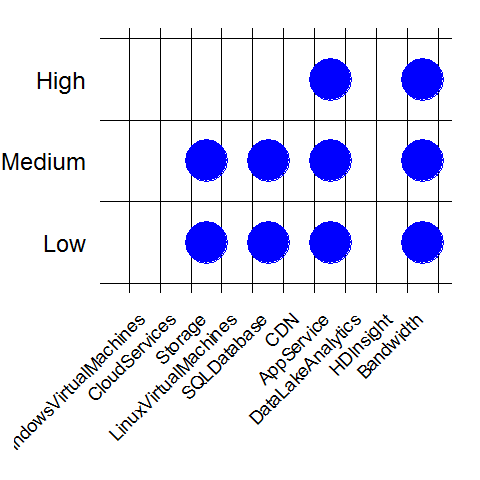 High
Medium
Low
ndowsVirtualMachines
CloudServices
Storage
LinuxVirtualMachines
SQLDatabase
CDN
AppService
DataLakeAnalytics
HDInsight
Bandwidth